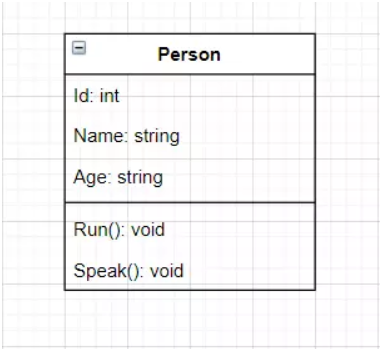 Person
Id: int
Name: string
Age: string
Run(): void
Speak(): void